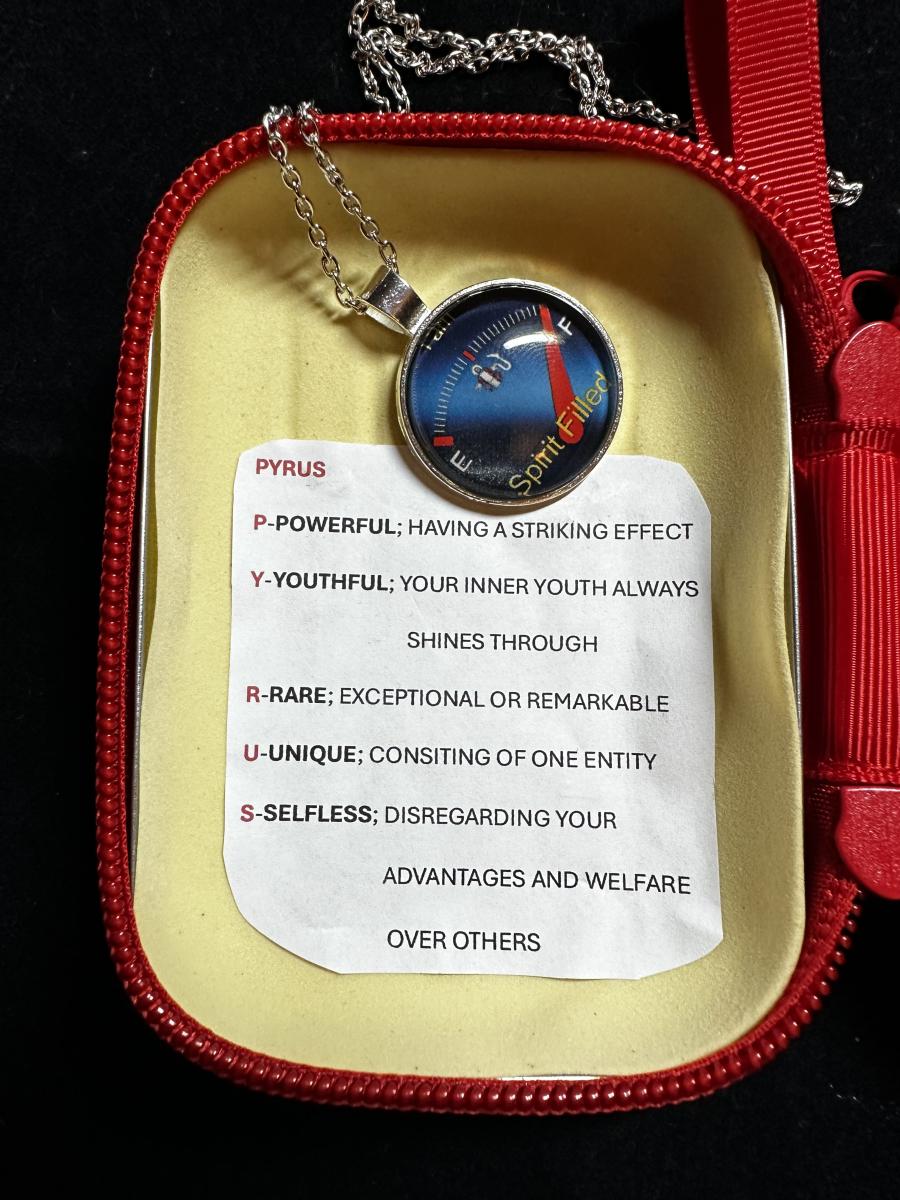 I am
F
E
Spirit Filled
PYRUS
P-POWERFUL; HAVING A STRIKING EFFECT
Y-YOUTHFUL; YOUR INNER YOUTH ALWAYS
SHINES THROUGH
R-RARE; EXCEPTIONAL OR REMARKABLE
U-UNIQUE; CONSITING OF ONE ENTITY
S-SELFLESS; DISREGARDING YOUR
ADVANTAGES AND WELFARE
OVER OTHERS